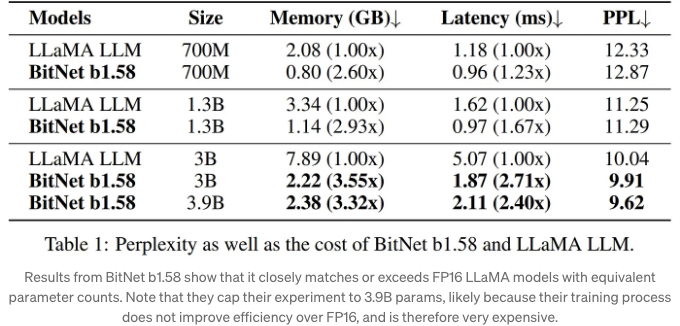 Models Size Memory (GB)↓ Latency (ms)↓ PPL↓
LLaMA LLM 700M 2.08 (1.00x) 1.18 (1.00x) 12.33
BitNet b1.58 700M 0.80 (2.60x) 0.96 (1.23x) 12.87
LLaMA LLM 1.3B 3.34 (1.00x) 1.62 (1.00x) 11.25
BitNet b1.58 1.3B 1.14 (2.93x) 0.97 (1.67x) 11.29
LLaMA LLM 3B 7.89 (1.00x) 5.07 (1.00x) 10.04
BitNet b1.58 3B 2.22 (3.55x) 1.87 (2.71x) 9.91
BitNet b1.58 3.9B 2.38 (3.32x) 2.11 (2.40x) 9.62
Table 1: Perplexity as well as the cost of BitNet b1.58 and LLaMA LLM.
Results from BitNet b1.58 show that it closely matches or exceeds FP16 LLaMA models with equivalent
parameter counts. Note that they cap their experiment to 3.9B params, likely because their training process
does not improve efficiency over FP16, and is therefore very expensive.